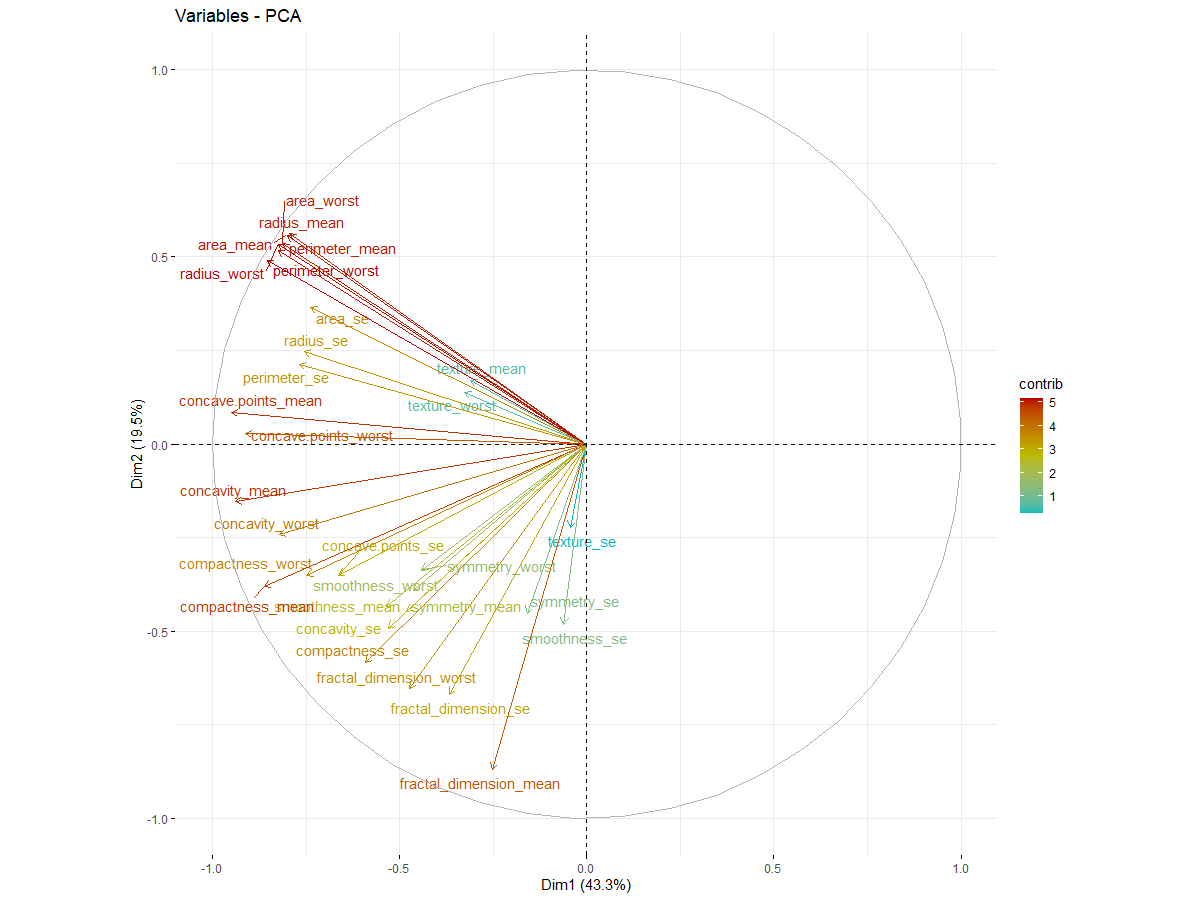 Variables - PCA
1.0
area_worst
radius_mean
area_mean
perimeter_mean
0.5
radius_worst
perimeter_worst
area_se
radius_se
texture_mean
perimeter_se
concave.points_mean
texture_worst
concave.points_worst
0.0
Dim2 (19.5%)
concavity_mean
concavity_worst
concave.points_se
texture_se
compactness_worst
symmetry_worst
smoothness_worst
compactness_mean
smoothness_mean
symmetry_mean
symmetry_se
concavity_se
-0.5
smoothness_se
compactness_se
fractal_dimension_worst
fractal_dimension_se
fractal_dimension_mean
-1.0
-1.0
-0.5
0.0
0.5
1.0
Dim1 (43.3%)
contrib
5
4
3
2
1